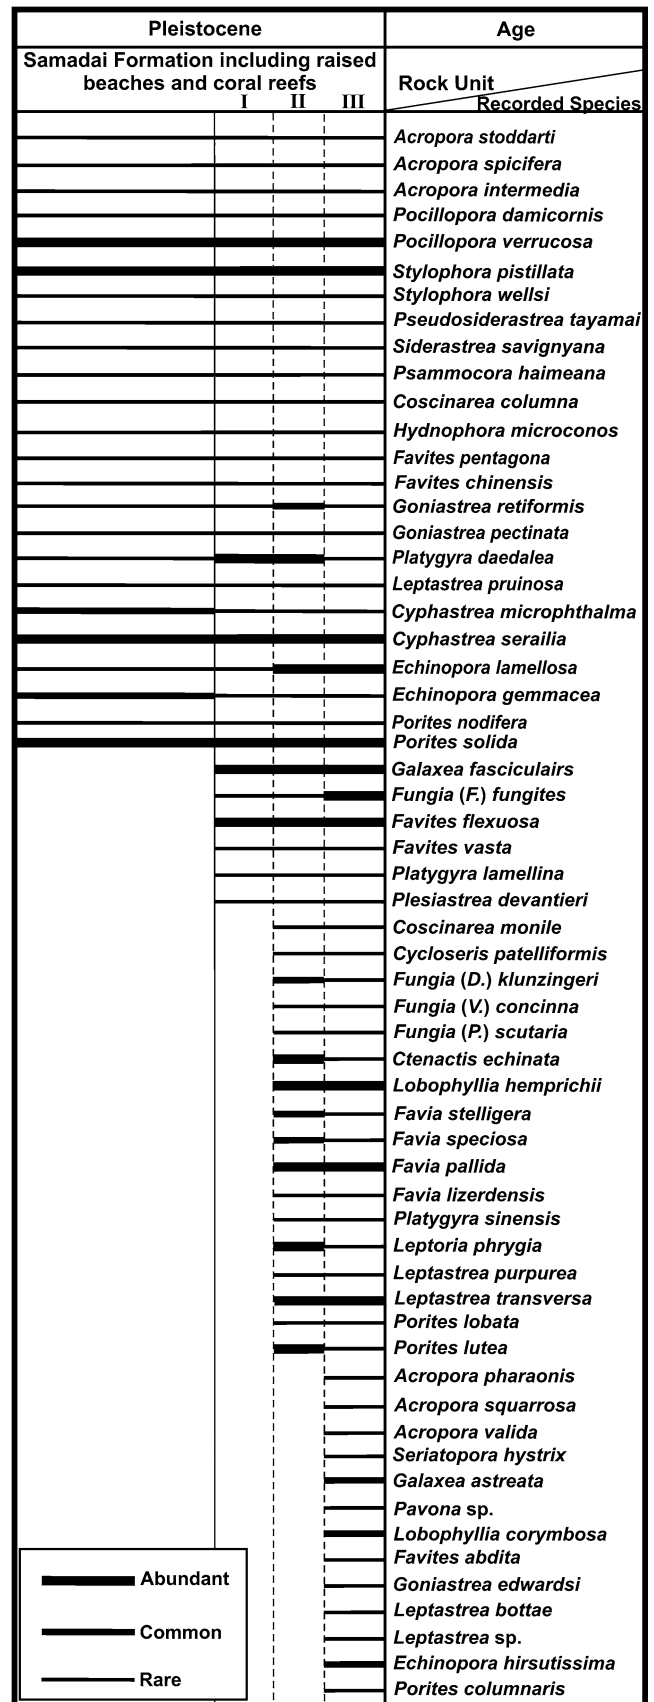 Pleistocene
Age
Samadai Formation including raised
beaches and coral reefs
I II III
Rock Unit
Recorded Species
Acropora stoddarti
Acropora spicifera
Acropora intermedia
Pocillopora damicornis
Pocillopora verrucosa
Stylophora pistillata
Stylophora wellsi
Pseudosiderastrea tayamai
Siderastrea savignyana
Psammocora haimeana
Coscinarea columna
Hydnophora microconos
Favites pentagona
Favites chinensis
Goniastrea retiformis
Goniastrea pectinata
Platygyra daedalea
Leptastrea pruinosa
Cyphastrea microphthalma
Cyphastrea serailia
Echinopora lamellosa
Echinopora gemmacea
Porites nodifera
Porites solida
Galaxea fasciculairs
Fungia (F.) fungites
Favites flexuosa
Favites vasta
Platygyra lamellina
Plesiastrea devantieri
Coscinarea monile
Cycloseris patelliformis
Fungia (D.) klunzingeri
Fungia (V.) concinna
Fungia (P.) scutaria
Ctenactis echinata
Lobophyllia hemprichii
Favia stelligera
Favia speciosa
Favia pallida
Favia lizerdensis
Platygyra sinensis
Leptoria phrygia
Leptastrea purpurea
Leptastrea transversa
Porites lobata
Porites lutea
Acropora pharaonis
Acropora squarrosa
Acropora valida
Seriatopora hystrix
Galaxea astreata
Pavona sp.
Lobophyllia corymbosa
Favites abdita
Goniastrea edwardsi
Leptastrea bottae
Leptastrea sp.
Echinopora hirsutissima
Porites columnaris
Abundant
Common
Rare